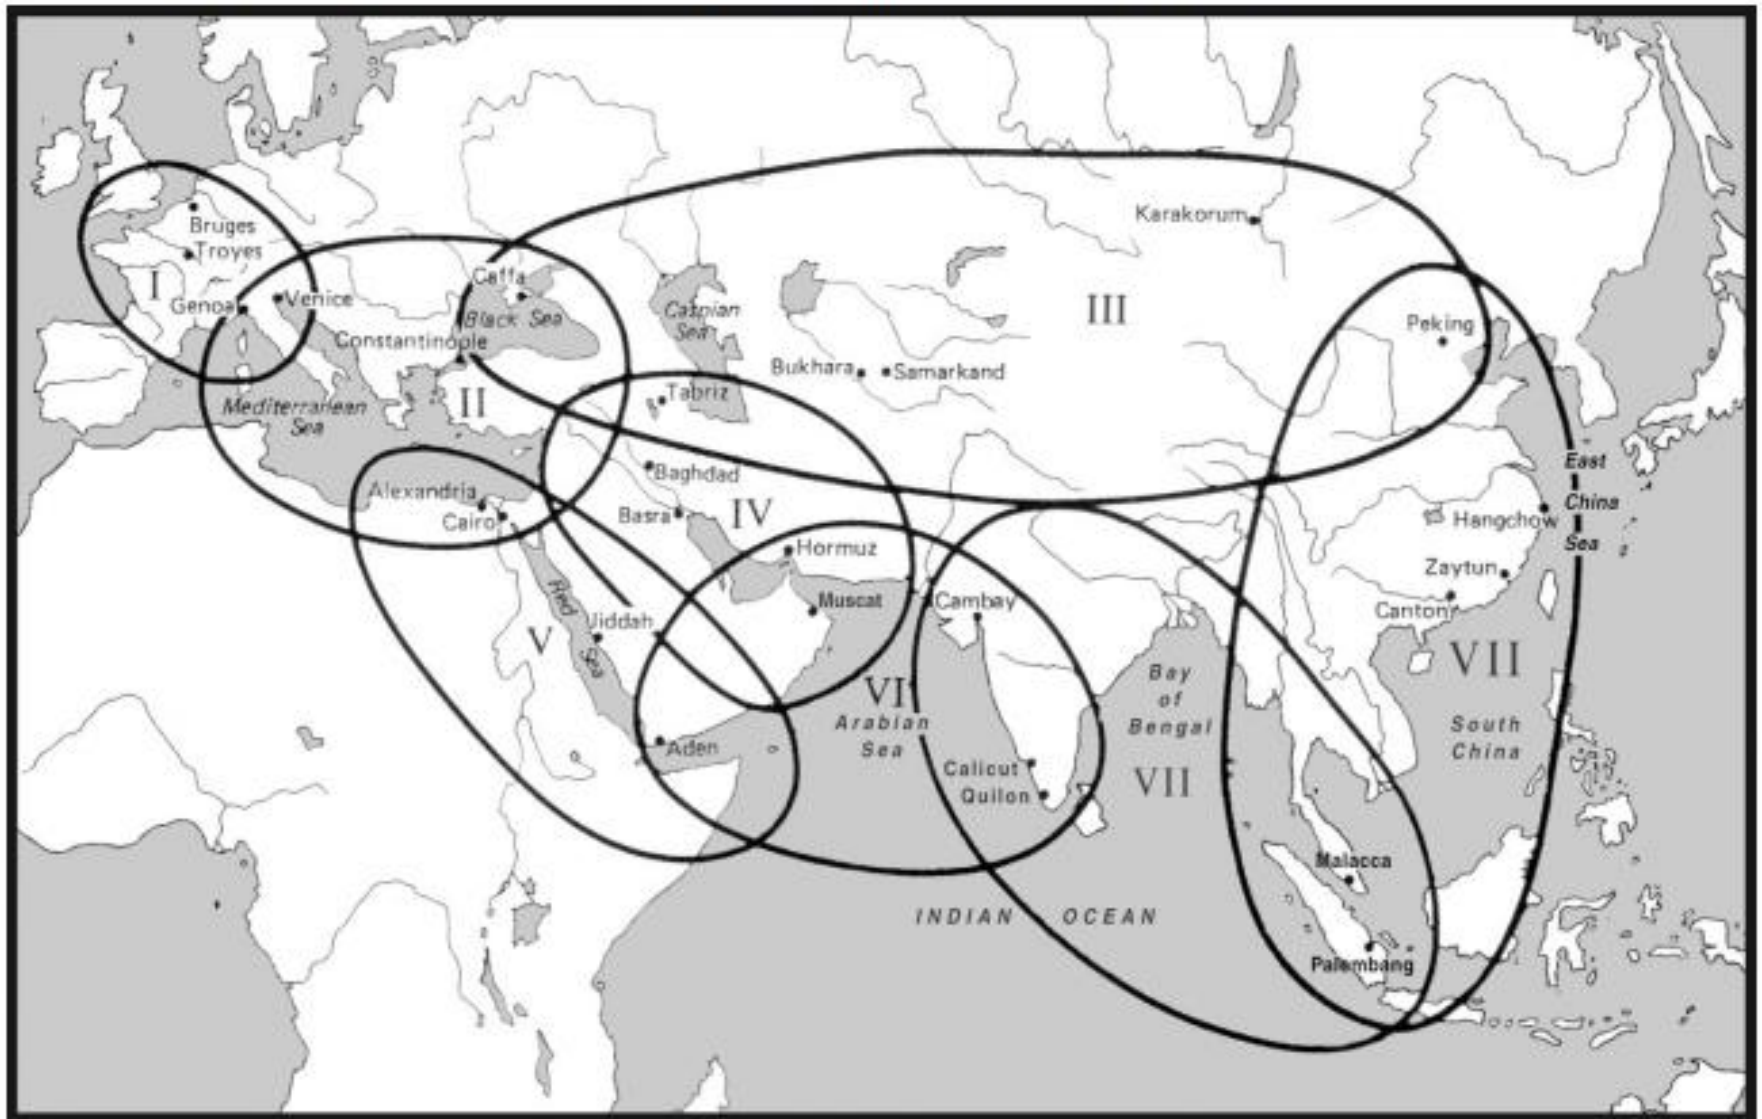 Bruges
Troyes
I
Genoa
Venice
Caffa
Black Sea
Constantinople
Caspian
Sea
Karakorum
III
Bukhara
Samarkand
Peking
Mediterranean
Sea
II
Tabriz
Baghdad
Alexandria
Cairo
Basra
IV
Hormuz
East
China
Sea
Hangchow
Zaytun
Canton
Muscat
Cambay
Red
Sea
Jiddah
V
VI
Arabian
Sea
Bay
of
Bengal
VII
VII
South
China
Aden
Calicut
Quilon
Malacca
INDIAN OCEAN
Palembang